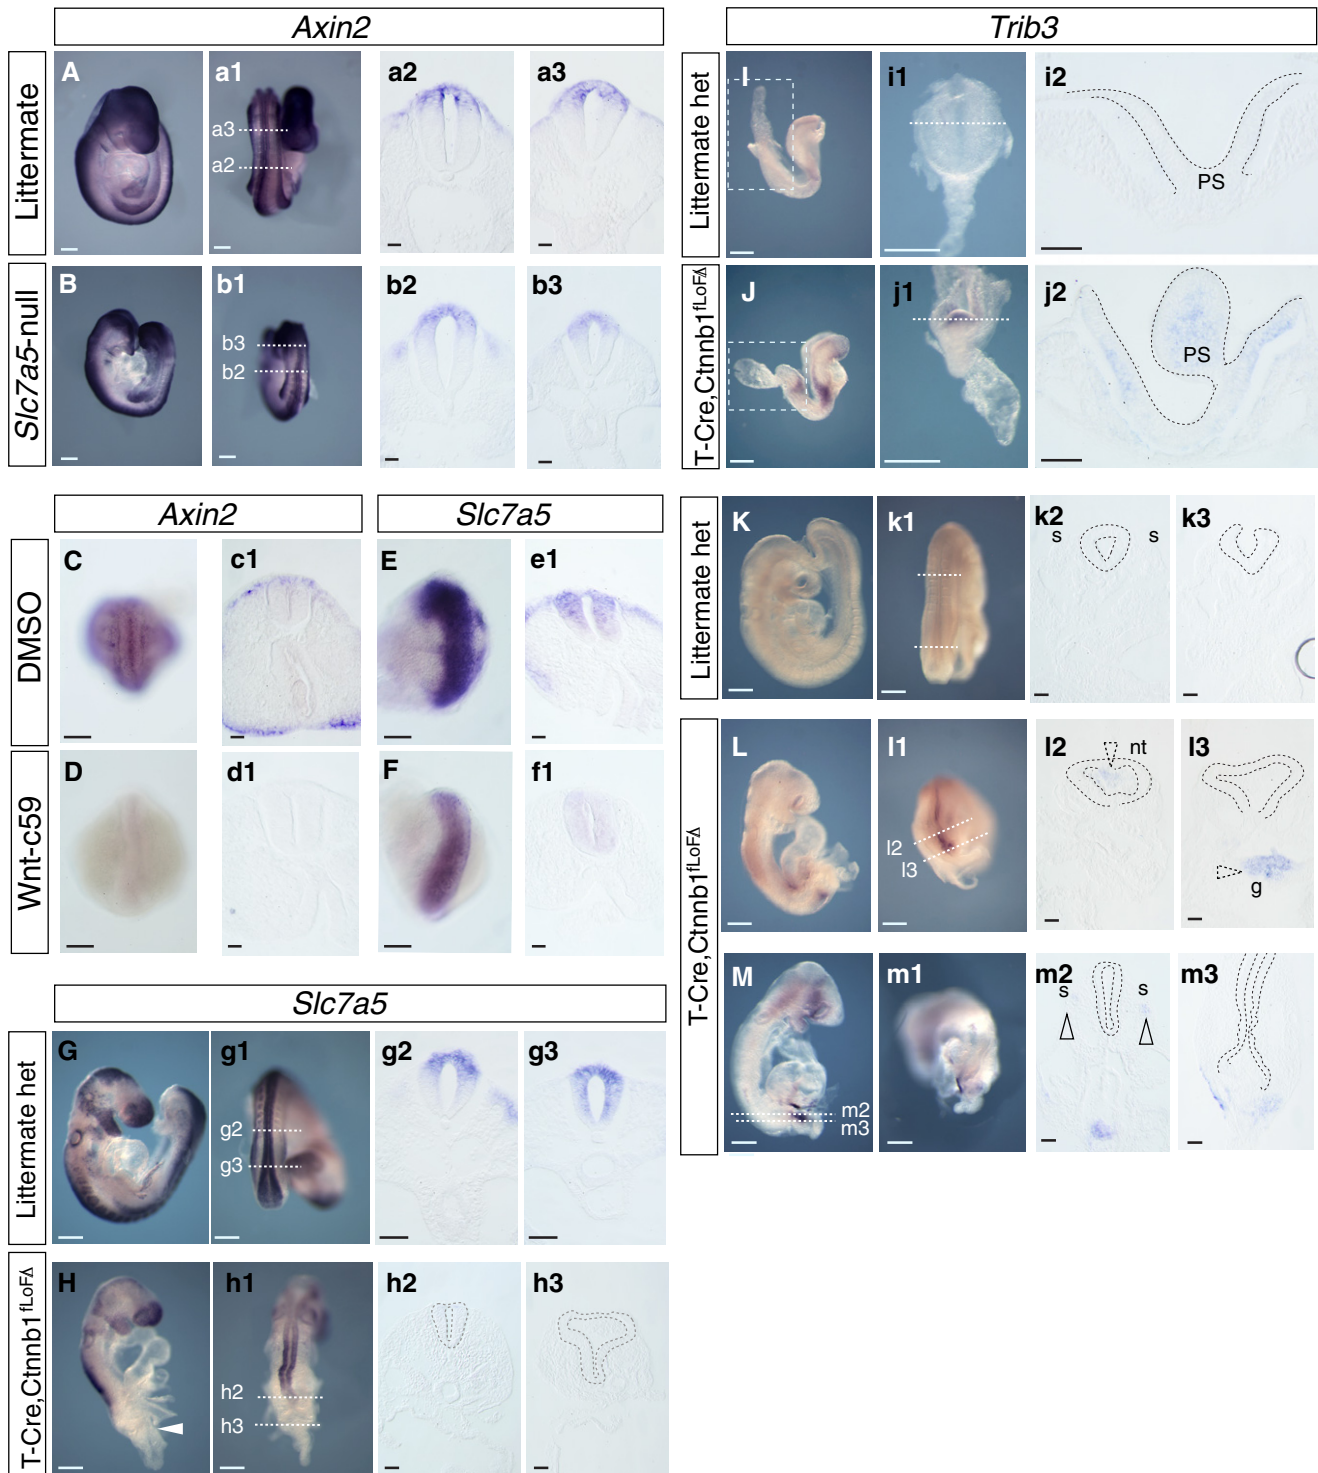 Axin2
Littermate
A
a1
a3
a2
a2
a3
Slc7a5-null
B
b1
b3
b2
b2
b3
Axin2
Slc7a5
DMSO
C
c1
E
e1
Wnt-c59
D
d1
F
f1
Slc7a5
Littermate het
G
g1
g2
g3
g2
g3
T-Cre,Ctnnb1fLoF/Δ
H
h1
h2
h3
h2
h3
Trib3
Littermate het
I
i1
i2
PS
T-Cre,Ctnnb1fLoF/Δ
J
j1
j2
PS
Littermate het
K
k1
k2
s
s
k3
T-Cre,Ctnnb1fLoF/Δ
L
l1
l2
l3
l2
nt
l3
g
M
m2
m3
m1
m2
s
s
m3